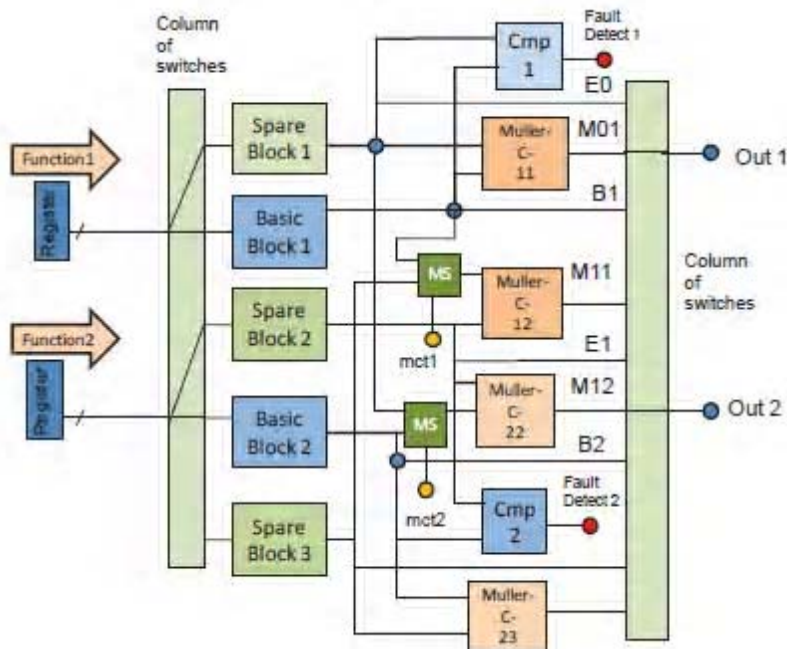 Column
of
switches
Fault
Detect 1
Cmp
1
E0
Spare
Block 1
Muller-
C-
11
M01
Out 1
Function1
Register
Basic
Block 1
B1
MS
Muller-
C-
12
M11
Column
of
switches
Spare
Block 2
mct1
E1
Function2
Register
Muller-
C-
22
M12
Out 2
Basic
Block 2
MS
B2
mct2
Fault
Detect 2
Cmp
2
Spare
Block 3
Muller-
C-
23